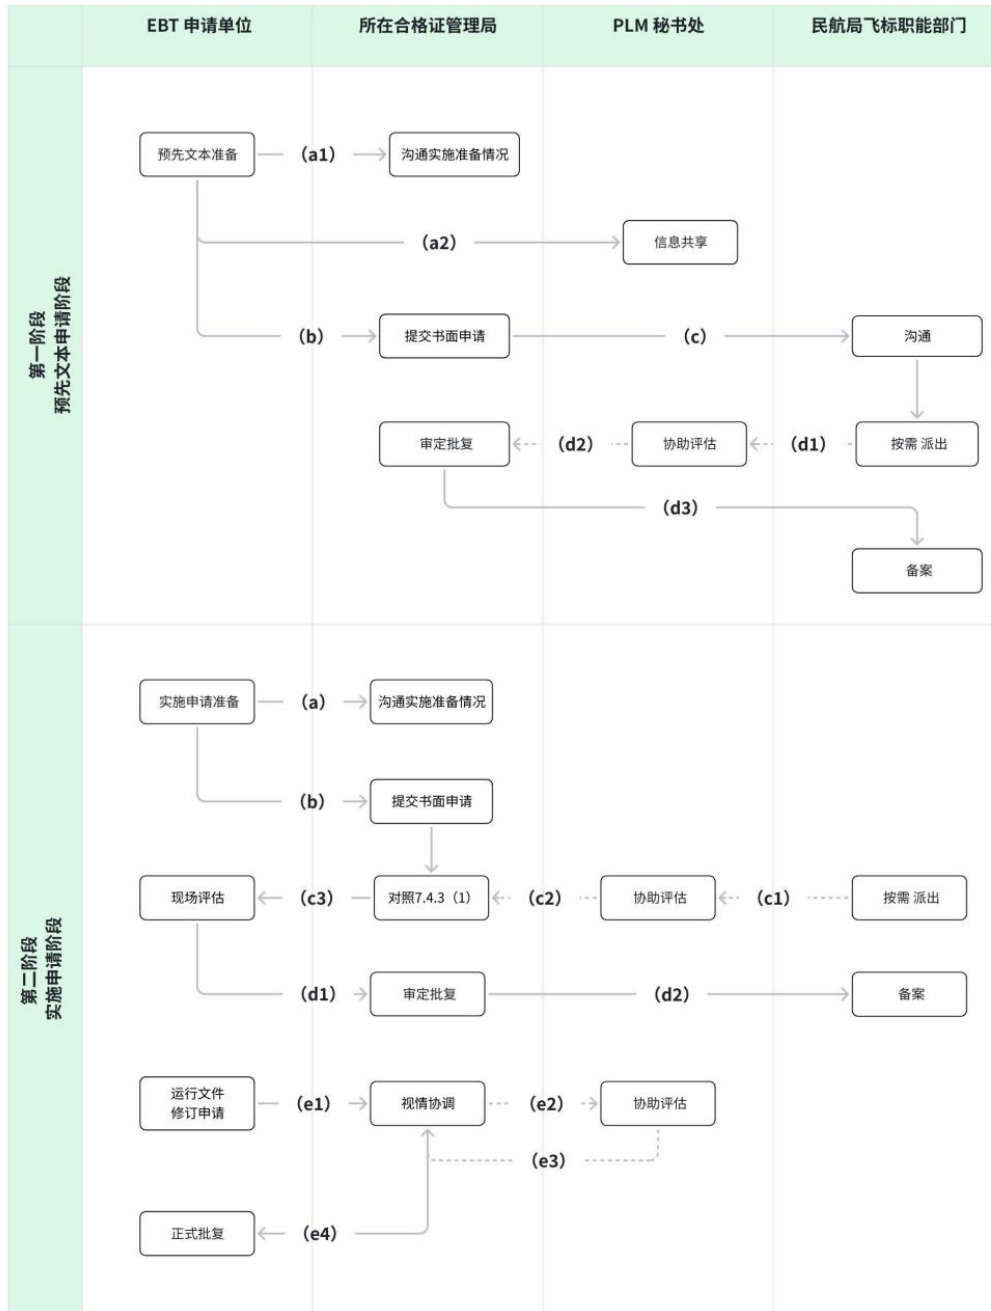 EBT 申请单位
所在合格证管理局
PLM 秘书处
民航局飞标职能部门
第一阶段
预先文本申请阶段
预先文本准备
（a1）
沟通实施准备情况
（a2）
信息共享
（b）
提交书面申请
（c）
沟通
审定批复
（d2）
协助评估
（d1）
按需 派出
（d3）
备案
第二阶段
实施申请阶段
实施申请准备
（a）
沟通实施准备情况
（b）
提交书面申请
现场评估
（c3）
对照7.4.3（1）
（c2）
协助评估
（c1）
按需 派出
（d1）
审定批复
（d2）
备案
运行文件
修订申请
（e1）
视情协调
（e2）
协助评估
（e3）
正式批复
（e4）